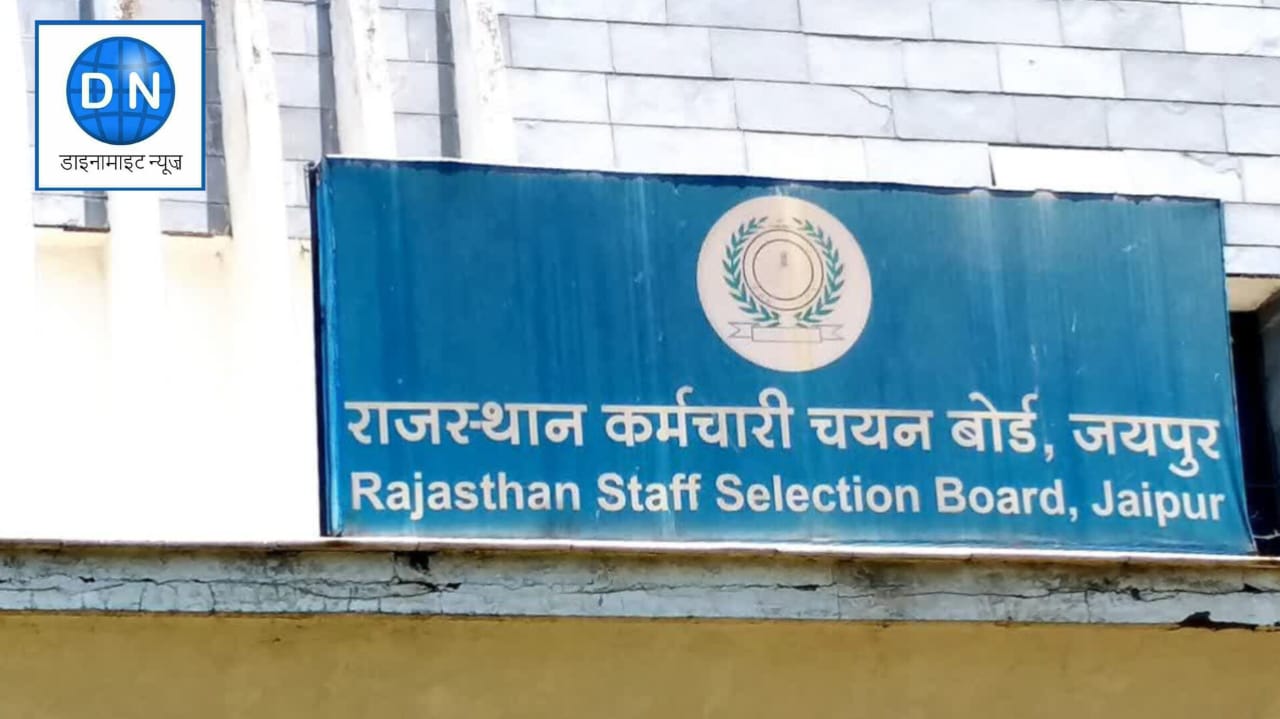 DN
डाइनामाइट न्यूज़
राजस्थान कर्मचारी चयन बोर्ड, जयपुर
Rajasthan Staff Selection Board, Jaipur